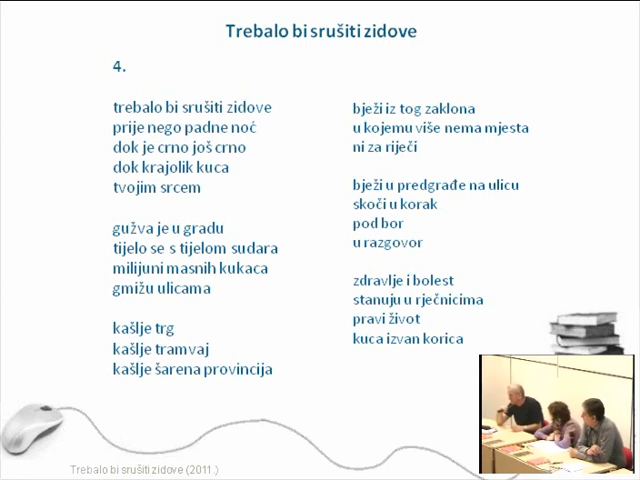 Trebalo bi srušiti zidove
4.
trebalo bi srušiti zidove
prije nego padne noć
dok je crno još crno
dok krajolik kuca
tvojim srcem
gužva je u gradu
tijelo se s tijelom sudara
milijuni masnih kukaca
gmižu ulicama
kašlje trg
kašlje tramvaj
kašlje šarena provincija
bježi iz tog zaklona
u kojemu više nema mjesta
ni za riječi
bježi u predgrađe na ulicu
skoči u korak
pod bor
u razgovor
zdravlje i bolest
stanuju u rječnicima
pravi život
kuca izvan korica
Trebalo bi srušiti zidove (2011.)